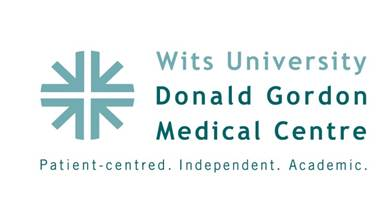 Wits University
Donald Gordon
Medical Centre
Patient-centred. Independent. Academic.